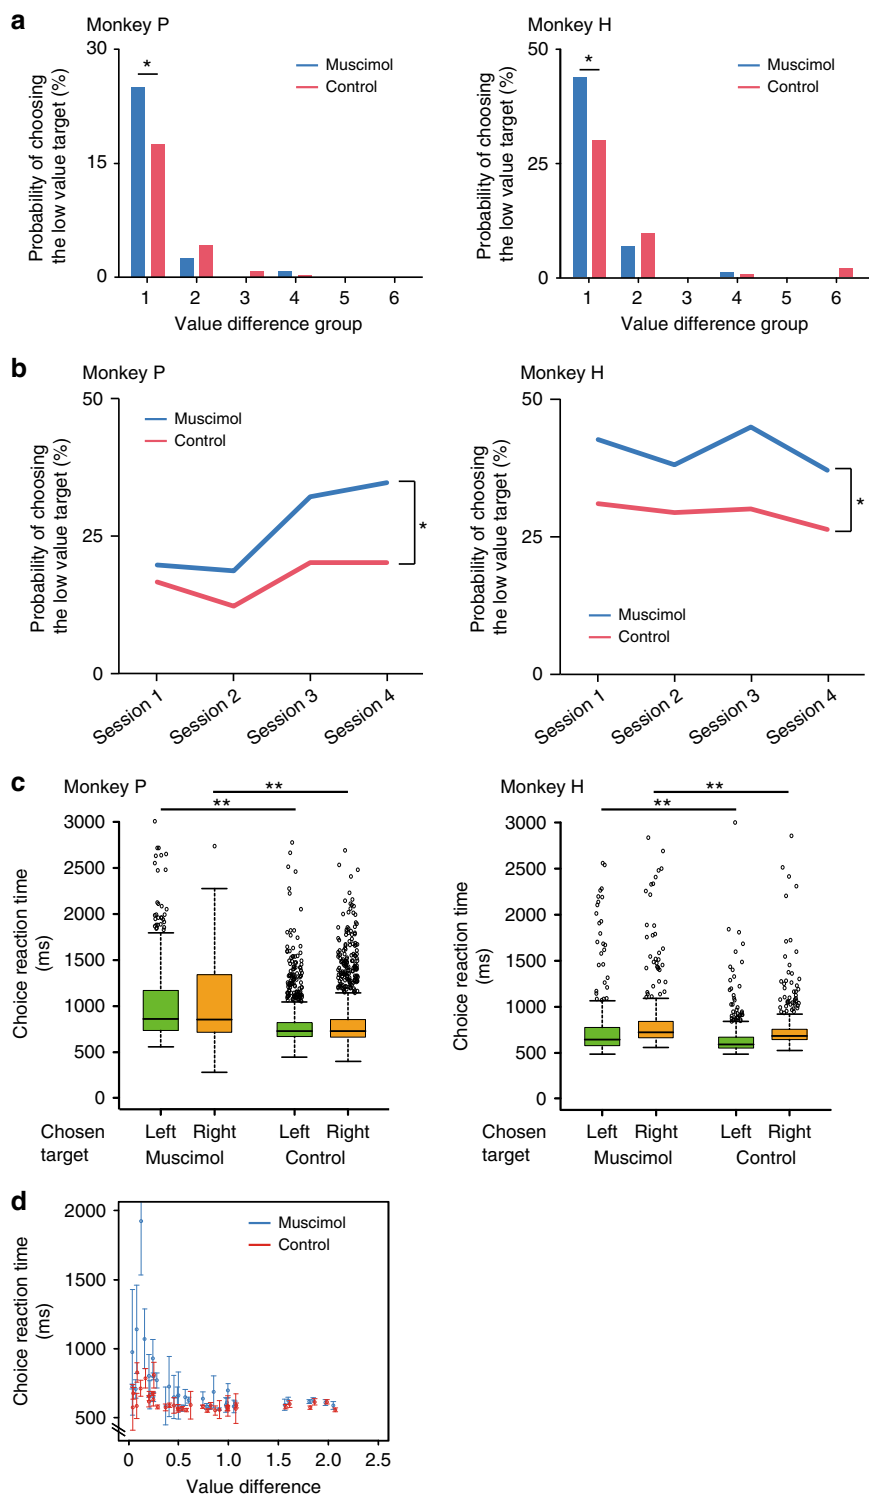 a
Monkey P
Probability of choosing
the low value target (%)
30
15
0
*
Muscimol
Control
1 2 3 4 5 6
Value difference group
Monkey H
Probability of choosing
the low value target (%)
50
25
0
*
Muscimol
Control
1 2 3 4 5 6
Value difference group
b
Monkey P
Probability of choosing
the low value target (%)
50
25
0
Muscimol
Control
*
Session 1 Session 2 Session 3 Session 4
Monkey H
Probability of choosing
the low value target (%)
50
25
0
*
Muscimol
Control
Session 1 Session 2 Session 3 Session 4
c
Monkey P
**
**
Choice reaction time
(ms)
3000
2500
2000
1500
1000
500
0
Chosen
target
Left Right Left Right
Muscimol Control
Monkey H
**
**
Choice reaction time
(ms)
3000
2500
2000
1500
1000
500
0
Chosen
target
Left Right Left Right
Muscimol Control
d
Choice reaction time
(ms)
2000
1500
1000
500
Muscimol
Control
0 0.5 1.0 1.5 2.0 2.5
Value difference